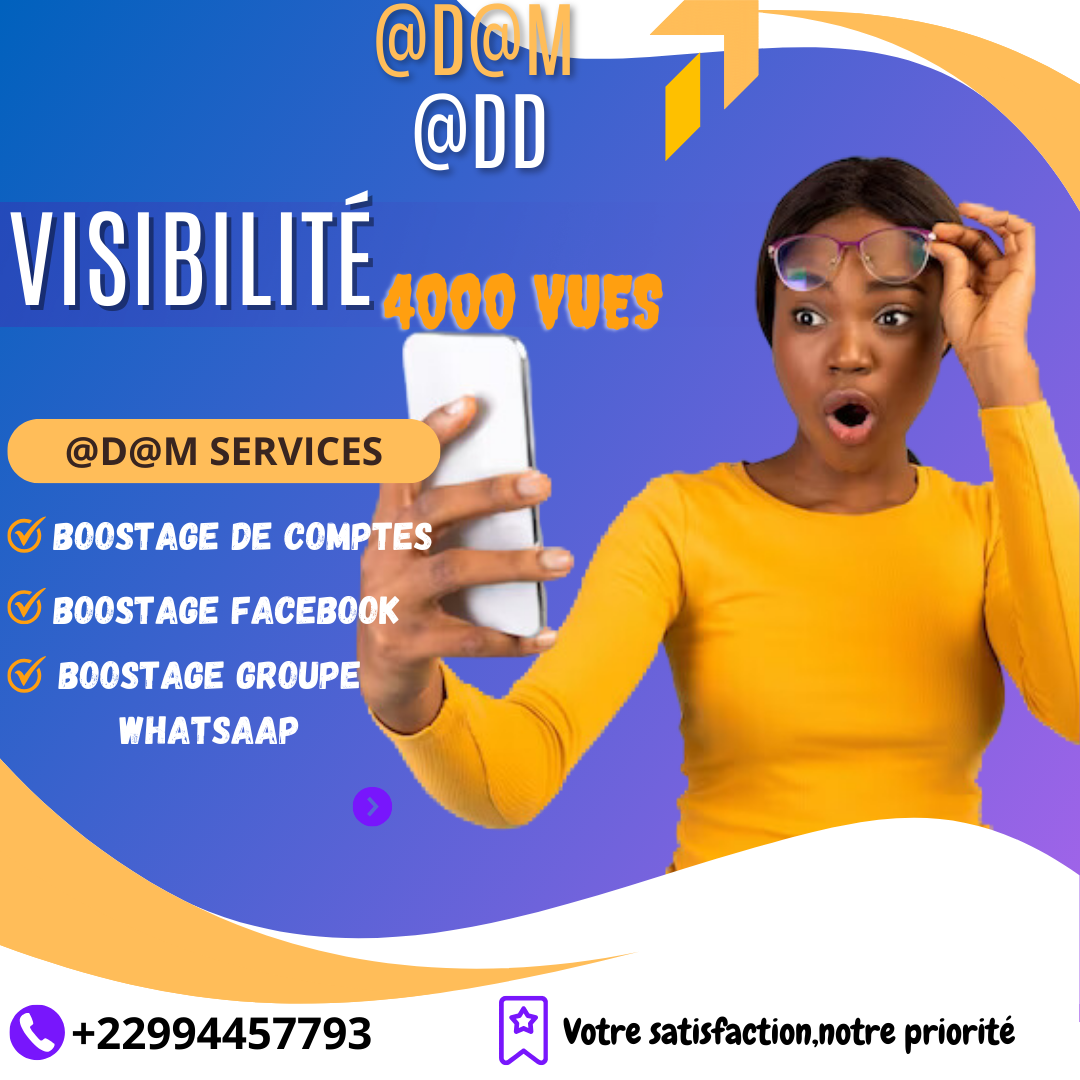 @D@M
@DD
VISIBILITÉ
4000 VUES
@D@M SERVICES
BOOSTAGE DE COMPTES
BOOSTAGE FACEBOOK
BOOSTAGE GROUPE
WHATSAAP
+22994457793
Votre satisfaction,notre priorité